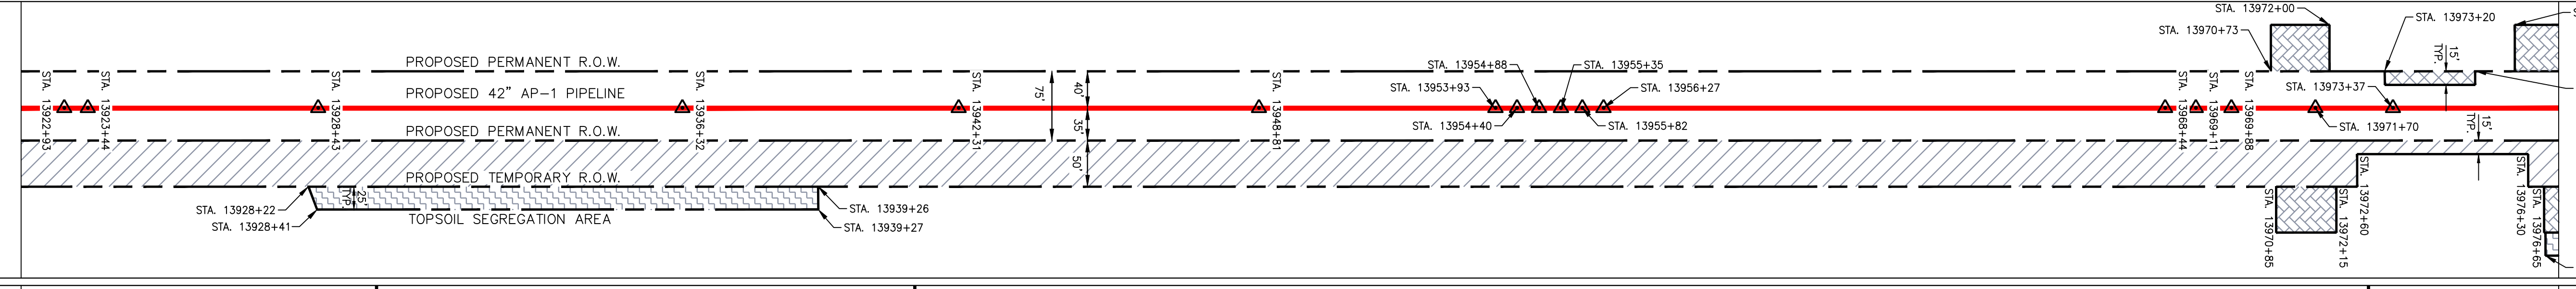 STA. 13972+00
STA. 13973+20
STA. 13970+73
15'
TYP.
PROPOSED PERMANENT R.O.W.
STA. 13954+88
STA. 13955+35
STA. 13922+93
STA. 13923+44
STA. 13928+43
STA. 13936+32
STA. 13942+31
75'
40'
STA. 13948+81
STA. 13968+44
STA. 13969+11
STA. 13969+88
PROPOSED 42" AP-1 PIPELINE
STA. 13953+93
STA. 13956+27
STA. 13973+37
PROPOSED PERMANENT R.O.W.
35'
STA. 13954+40
STA. 13955+82
STA. 13971+70
15'
TYP.
50'
PROPOSED TEMPORARY R.O.W.
STA. 13928+22
25'
TYP.
STA. 13939+26
STA. 13928+41
TOPSOIL SEGREGATION AREA
STA. 13939+27
STA. 13970+85
STA. 13972+15
STA. 13972+60
STA. 13976+30
STA. 13976+65